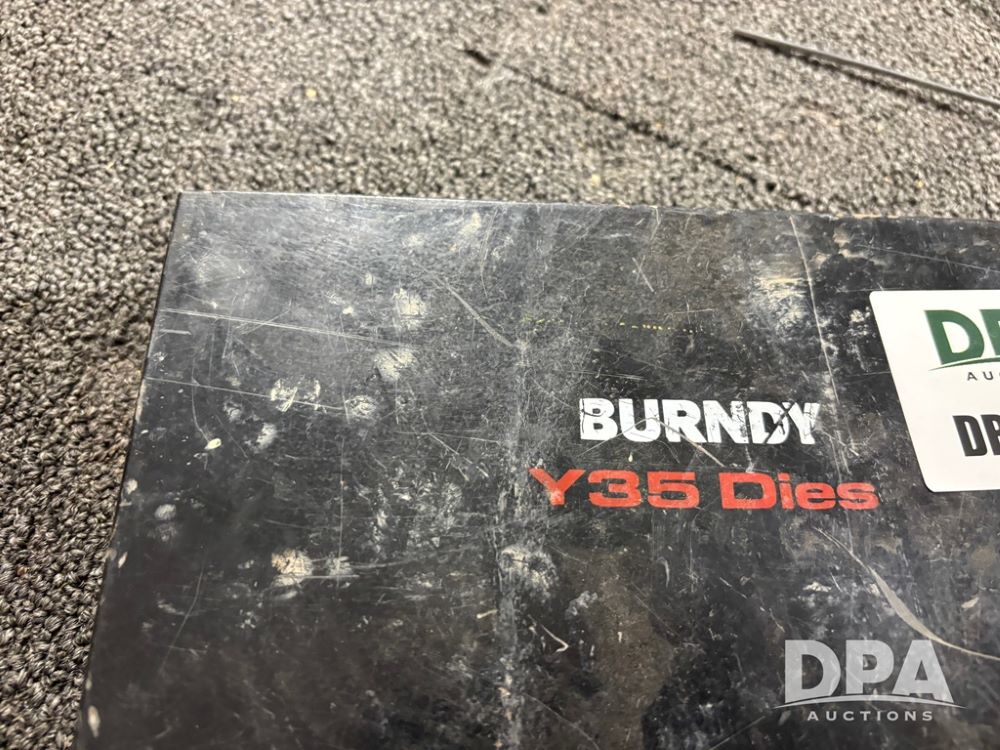 BURNDY
Y35 Dies
DPA
AUCTIONS